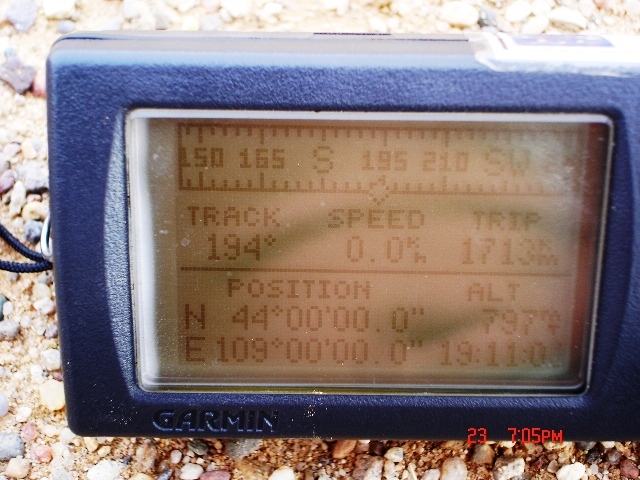 150 165 S 195 210 SW
TRACK SPEED TRIP
194° 0.0 1713
POSITION ALT
N 44°00'00.0" 797
E 109°00'00.0" 19:11:0
GARMIN
23 7:05PM